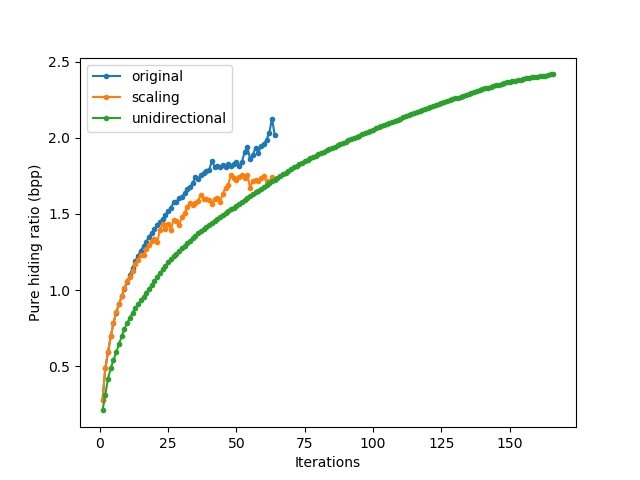 original
scaling
unidirectional
2.5
2.0
1.5
1.0
0.5
Pure hiding ratio (bpp)
0 25 50 75 100 125 150
Iterations